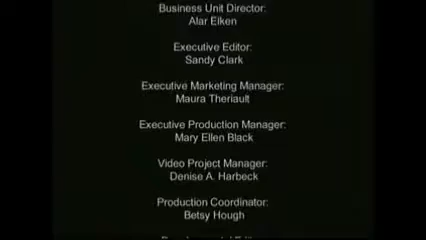 Business Unit Director:
Alar Elken
Executive Editor:
Sandy Clark
Executive Marketing Manager:
Maura Theriault
Executive Production Manager:
Mary Ellen Black
Video Project Manager:
Denise A. Harbeck
Production Coordinator:
Betsy Hough